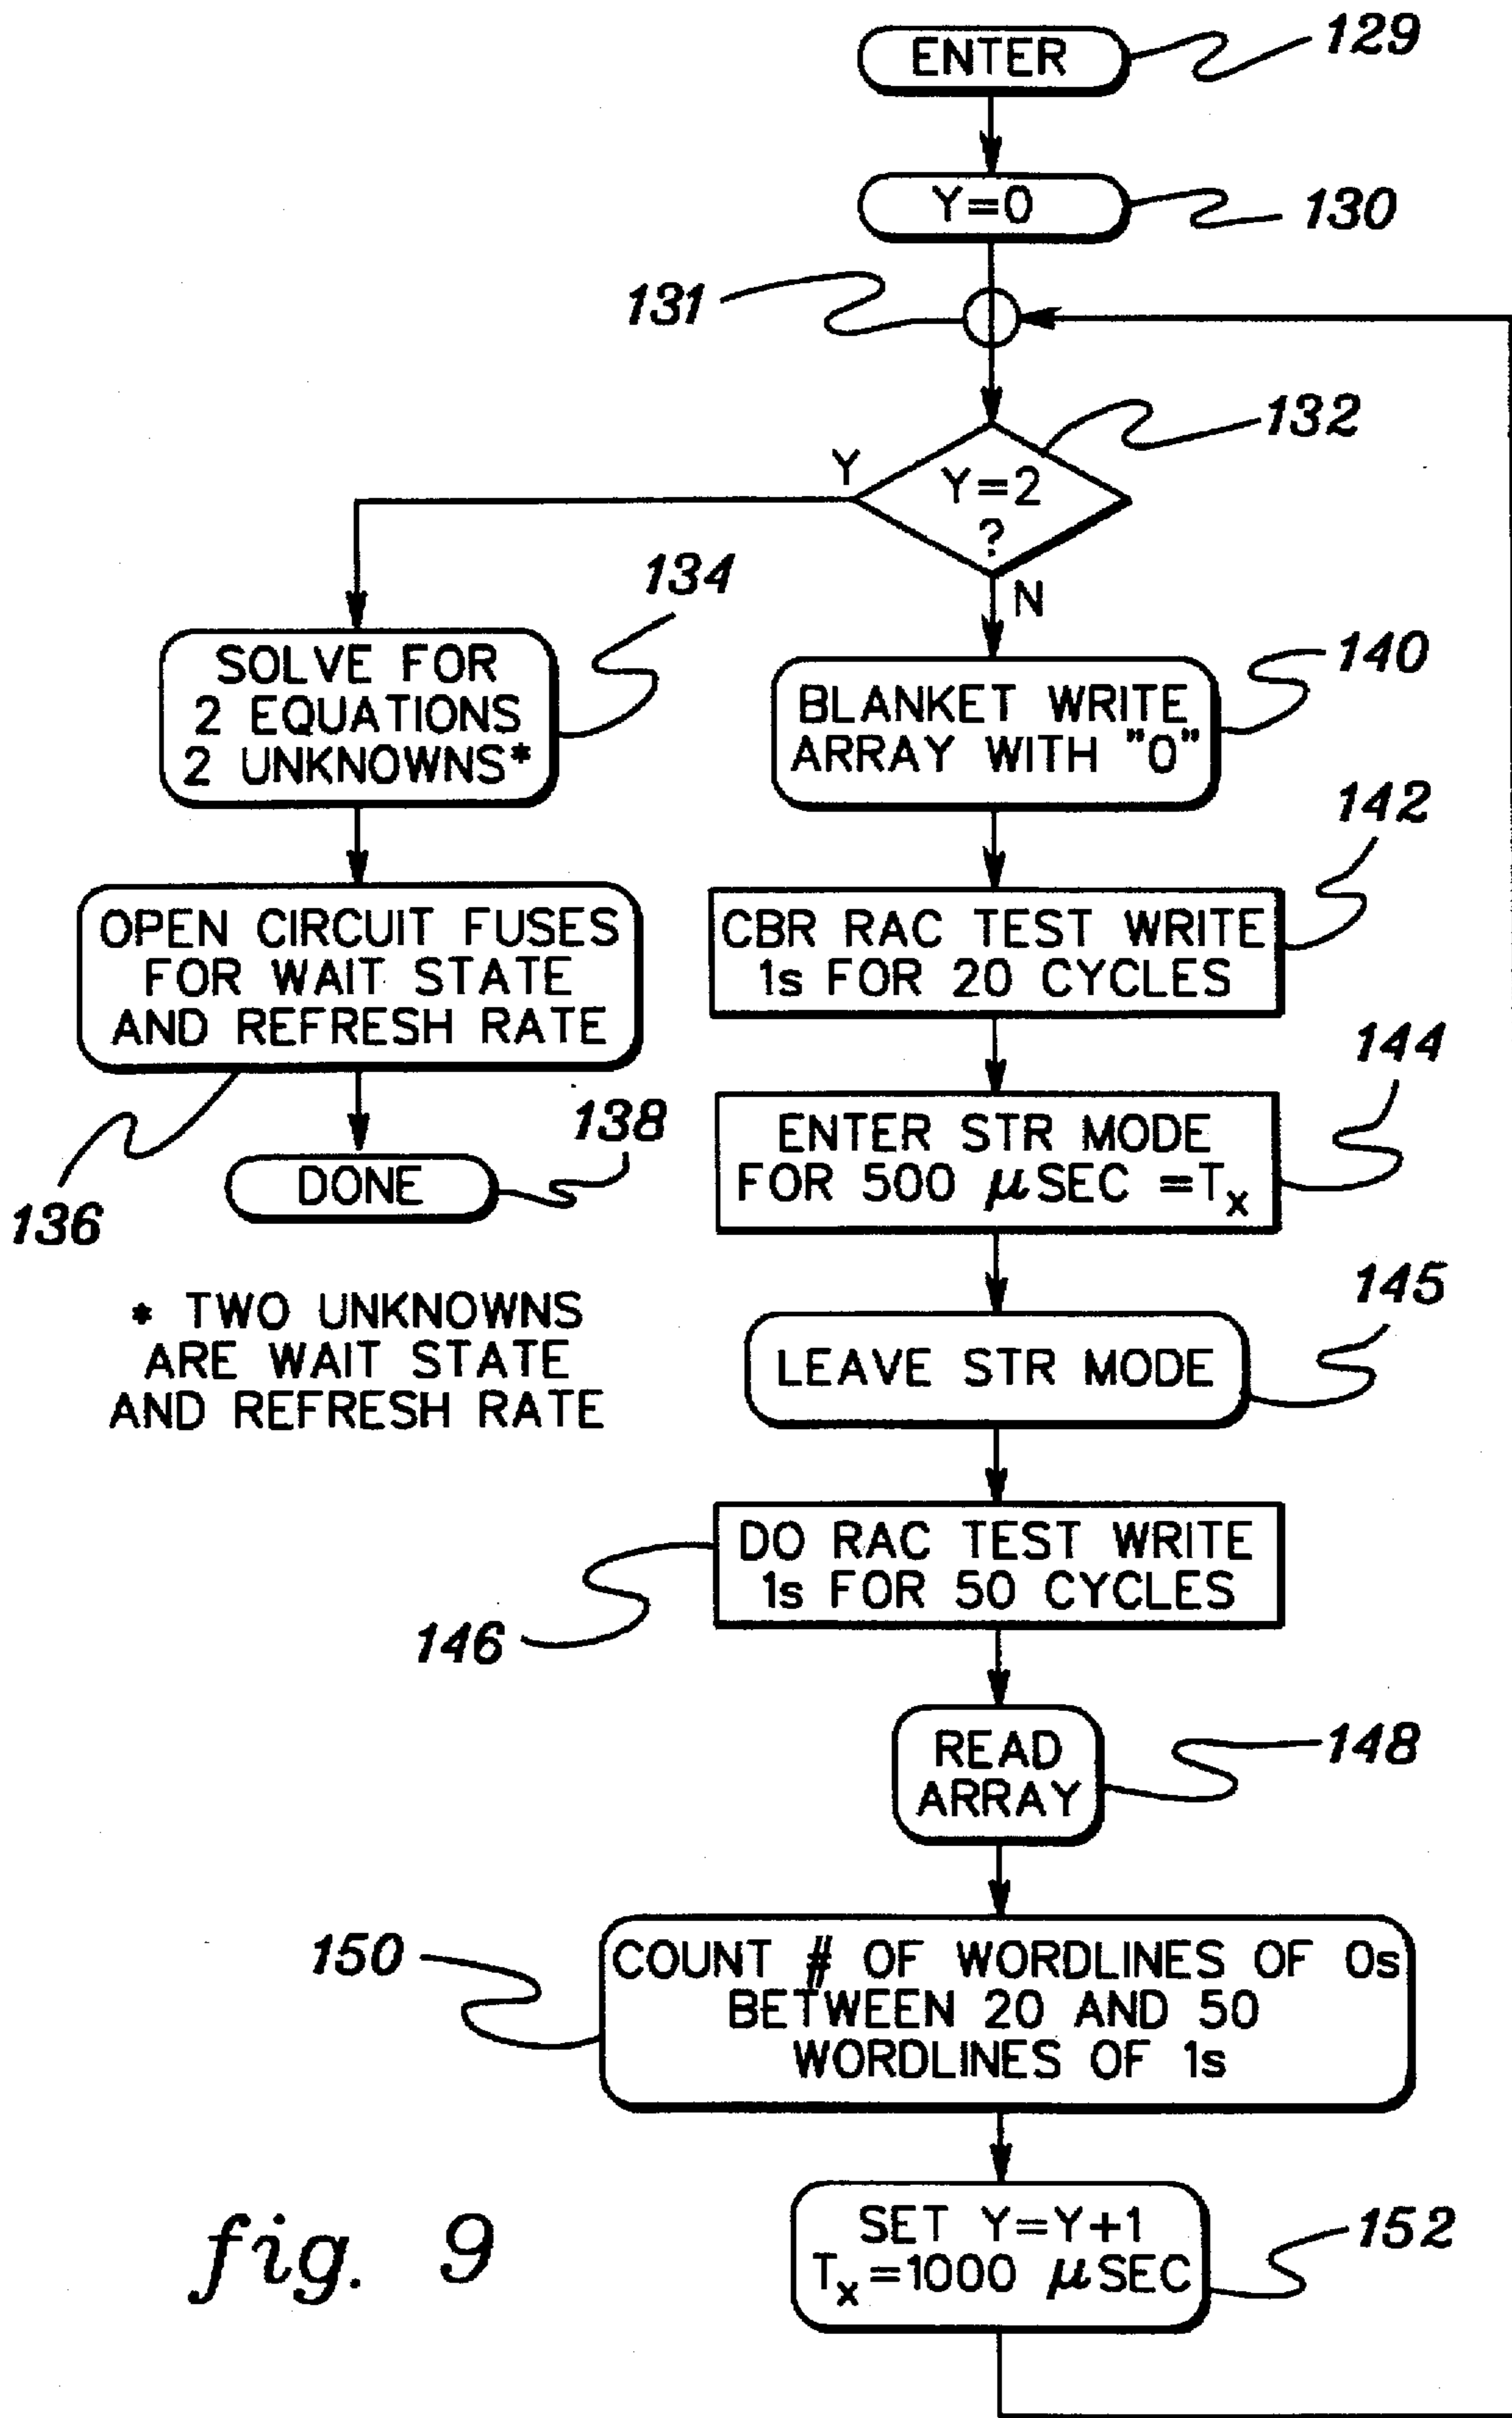 ENTER
129
Y=0
130
131
132
Y
Y=2
?
N
134
SOLVE FOR
2 EQUATIONS
2 UNKNOWNS*
140
BLANKET WRITE
ARRAY WITH "0"
142
OPEN CIRCUIT FUSES
FOR WAIT STATE
AND REFRESH RATE
CBR RAC TEST WRITE
1s FOR 20 CYCLES
144
136
138
DONE
ENTER STR MODE
FOR 500 μSEC =Tx
145
* TWO UNKNOWNS
ARE WAIT STATE
AND REFRESH RATE
LEAVE STR MODE
DO RAC TEST WRITE
1s FOR 50 CYCLES
146
READ
ARRAY
148
150
COUNT # OF WORDLINES OF 0s
BETWEEN 20 AND 50
WORDLINES OF 1s
SET Y=Y+1
Tx=1000 μSEC
152
fig. 9